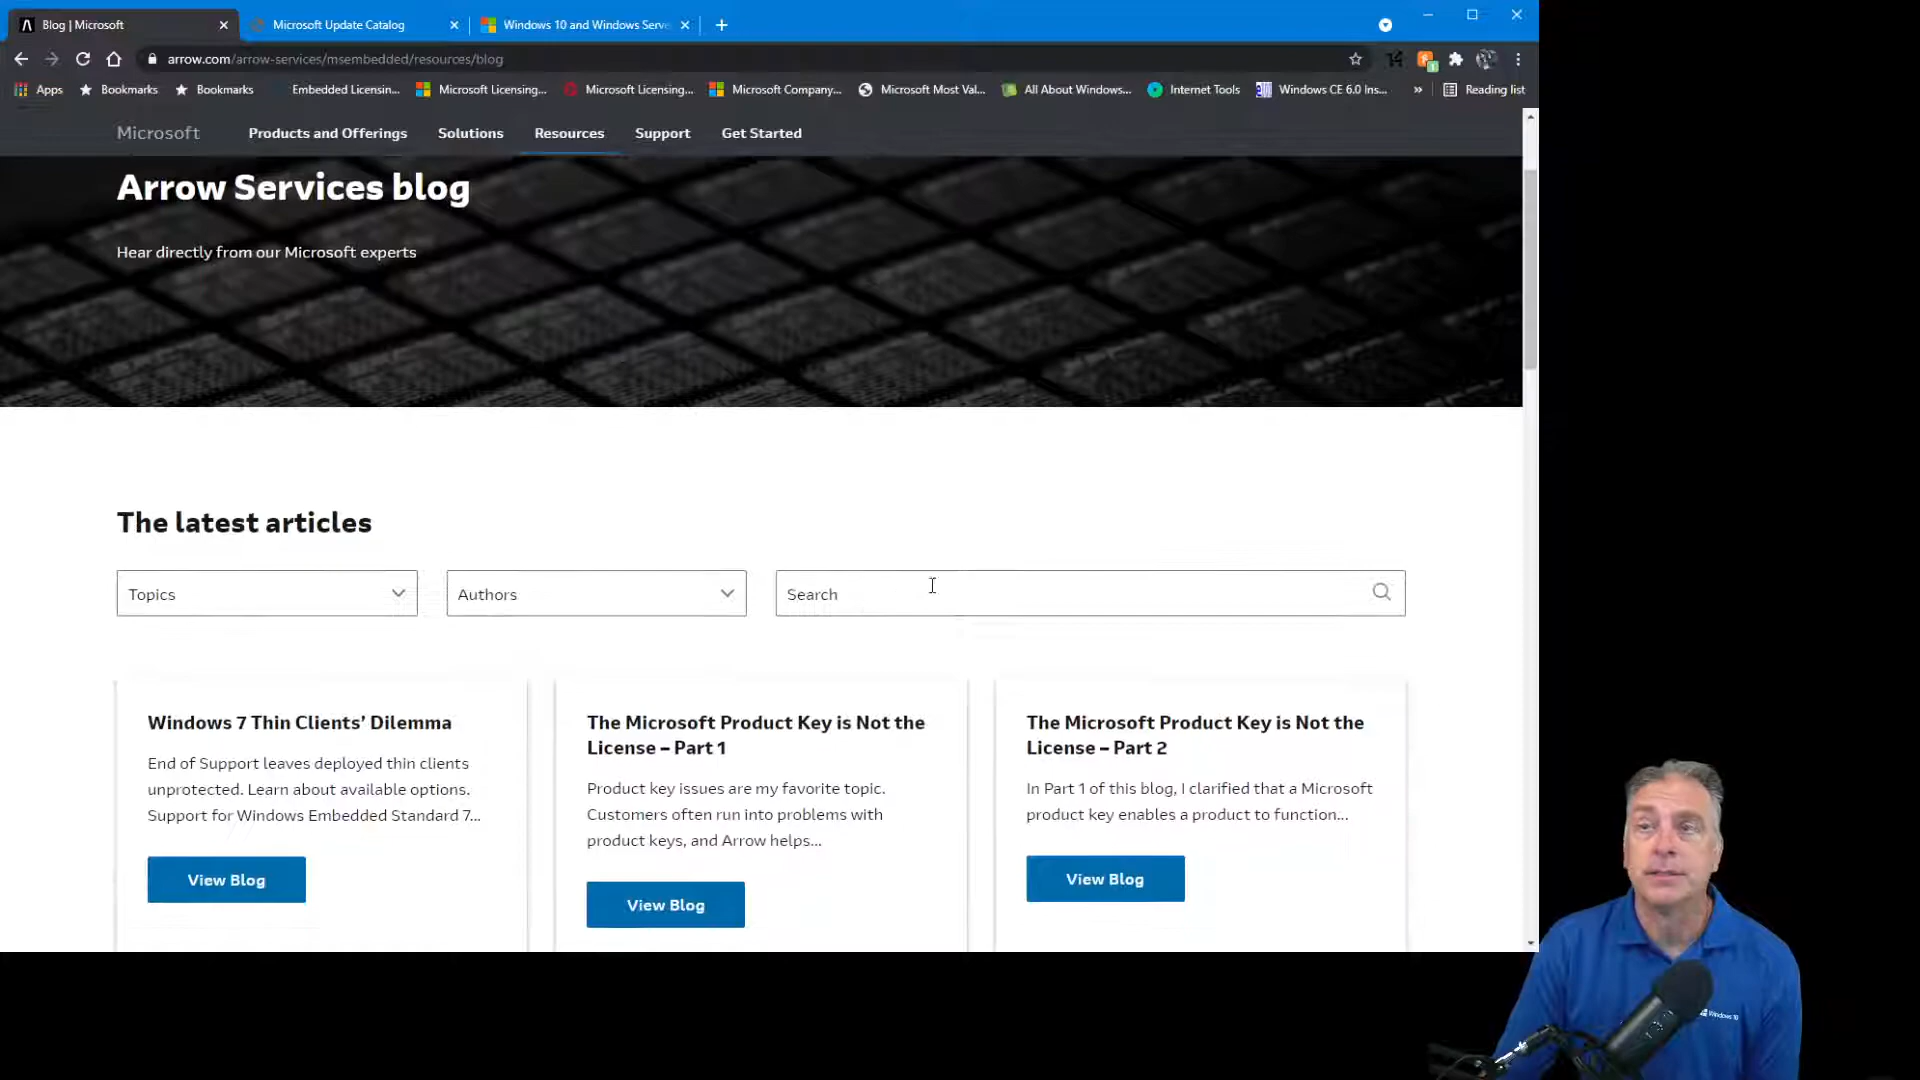 Blog | Microsoft
Microsoft Update Catalog
Windows 10 and Windows Serve
arrow.com/arrow-services/msembedded/resources/blog
Apps
Bookmarks
Bookmarks
Embedded Licensin...
Microsoft Licensing...
Microsoft Licensing...
Microsoft Company...
Microsoft Most Val...
All About Windows...
Internet Tools
Windows CE 6.0 Ins...
»
Reading list
Microsoft
Products and Offerings
Solutions
Resources
Support
Get Started
Arrow Services blog
Hear directly from our Microsoft experts
The latest articles
Topics
Authors
Search
Windows 7 Thin Clients’ Dilemma
End of Support leaves deployed thin clients
unprotected. Learn about available options.
Support for Windows Embedded Standard 7...
View Blog
The Microsoft Product Key is Not the
License – Part 1
Product key issues are my favorite topic.
Customers often run into problems with
product keys, and Arrow helps...
View Blog
The Microsoft Product Key is Not the
License – Part 2
In Part 1 of this blog, I clarified that a Microsoft
product key enables a product to function...
View Blog
Windows 10